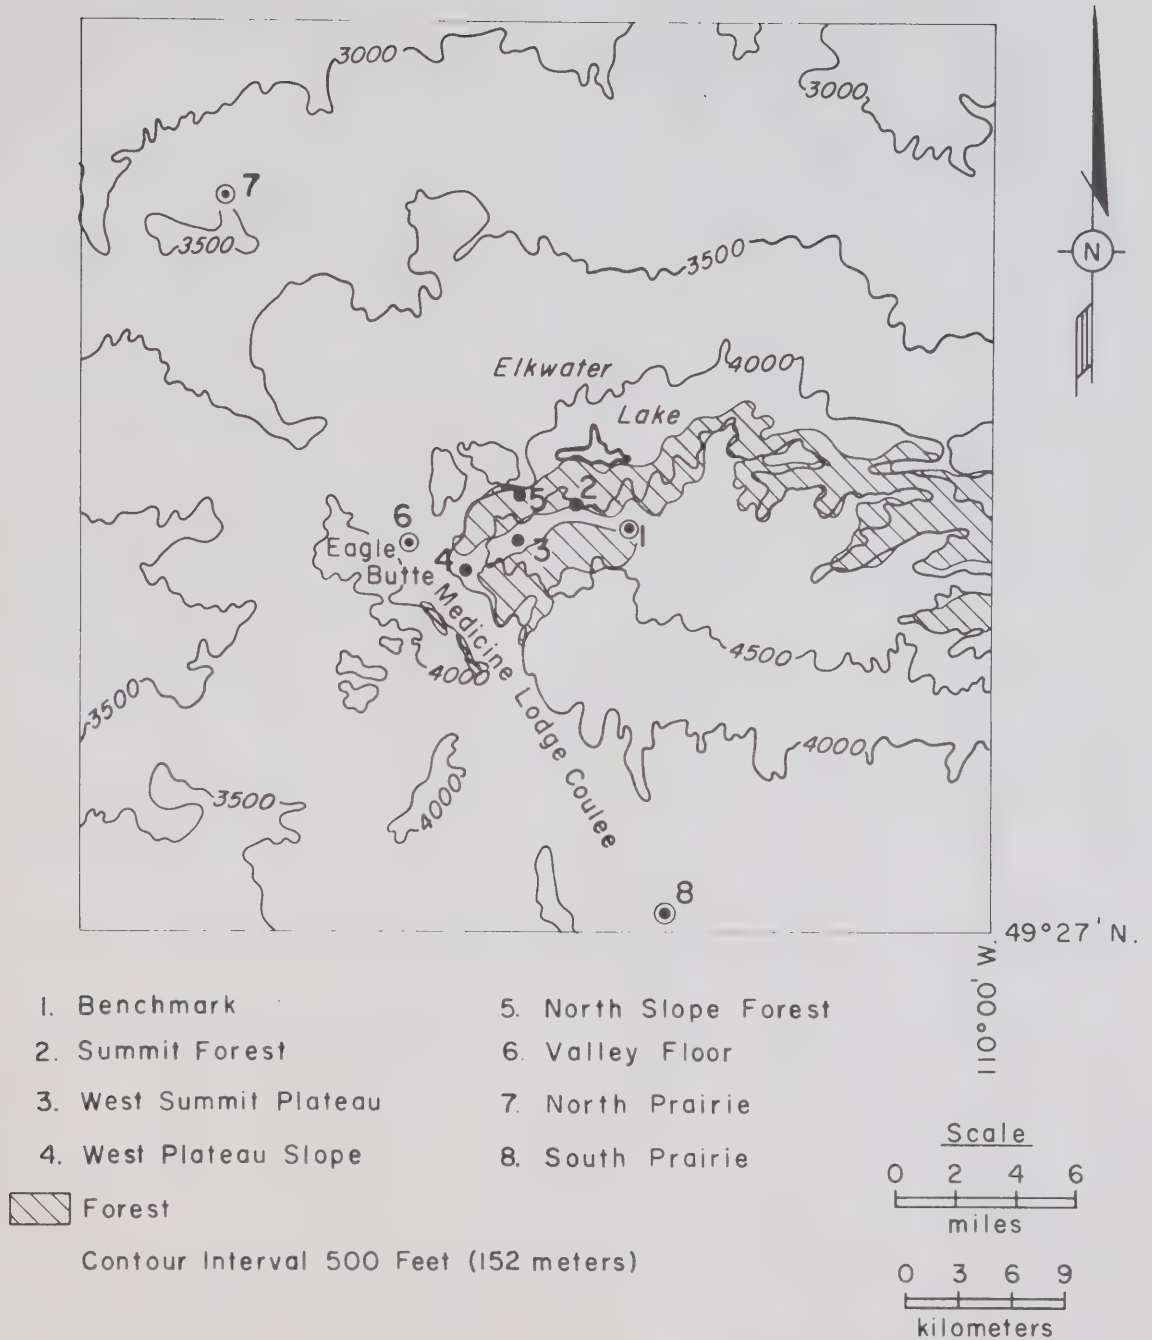 3000
3000
7
3500
N
3500
Elkwater
Lake
4000
5
2
6
1
3
Eagle
Butte
4
Medicine Lodge Coulee
4000
4500
3500
4000
3500
4000
8
49°27' N.
110°00' W.
1. Benchmark
2. Summit Forest
3. West Summit Plateau
4. West Plateau Slope
5. North Slope Forest
6. Valley Floor
7. North Prairie
8. South Prairie
Forest
Contour Interval 500 Feet (152 meters)
Scale
0 2 4 6
miles
0 3 6 9
kilometers